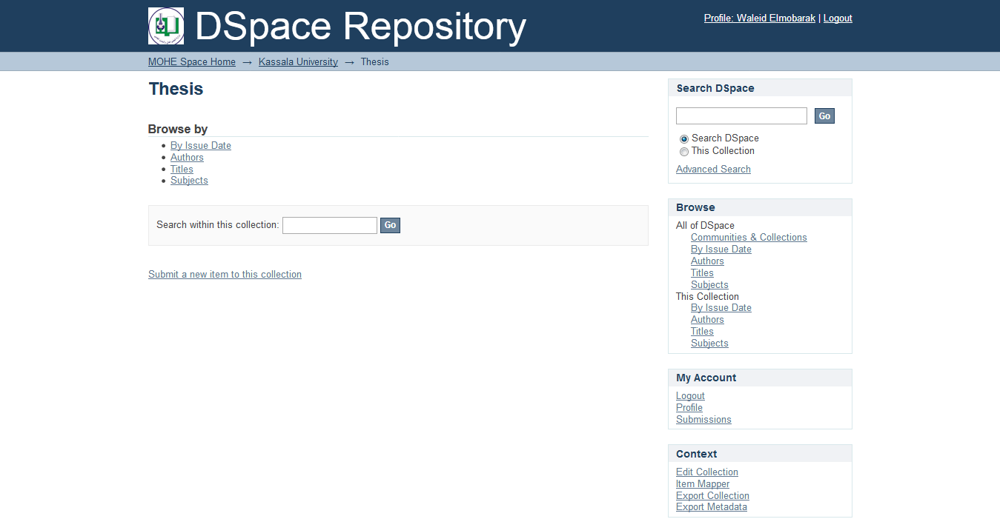 DSpace Repository
Profile: Waleid Elmobarak | Logout
MOHE Space Home → Kassala University → Thesis
Thesis
Browse by
By Issue Date
Authors
Titles
Subjects
Search within this collection: Go
Submit a new item to this collection
Search DSpace
Go
Search DSpace
This Collection
Advanced Search
Browse
All of DSpace
Communities & Collections
By Issue Date
Authors
Titles
Subjects
This Collection
By Issue Date
Authors
Titles
Subjects
My Account
Logout
Profile
Submissions
Context
Edit Collection
Item Mapper
Export Collection
Export Metadata